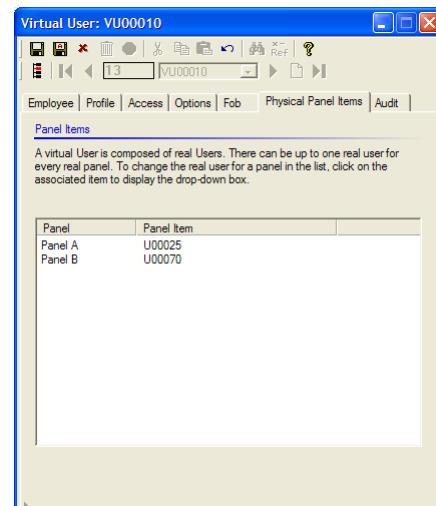 Virtual User: VU00010
x=
Ref
13 VU00010
Employee Profile Access Options Fob Physical Panel Items Audit
Panel Items
A virtual User is composed of real Users. There can be up to one real user for
every real panel. To change the real user for a panel in the list, click on the
associated item to display the drop-down box.
Panel Panel Item
Panel A U00025
Panel B U00070